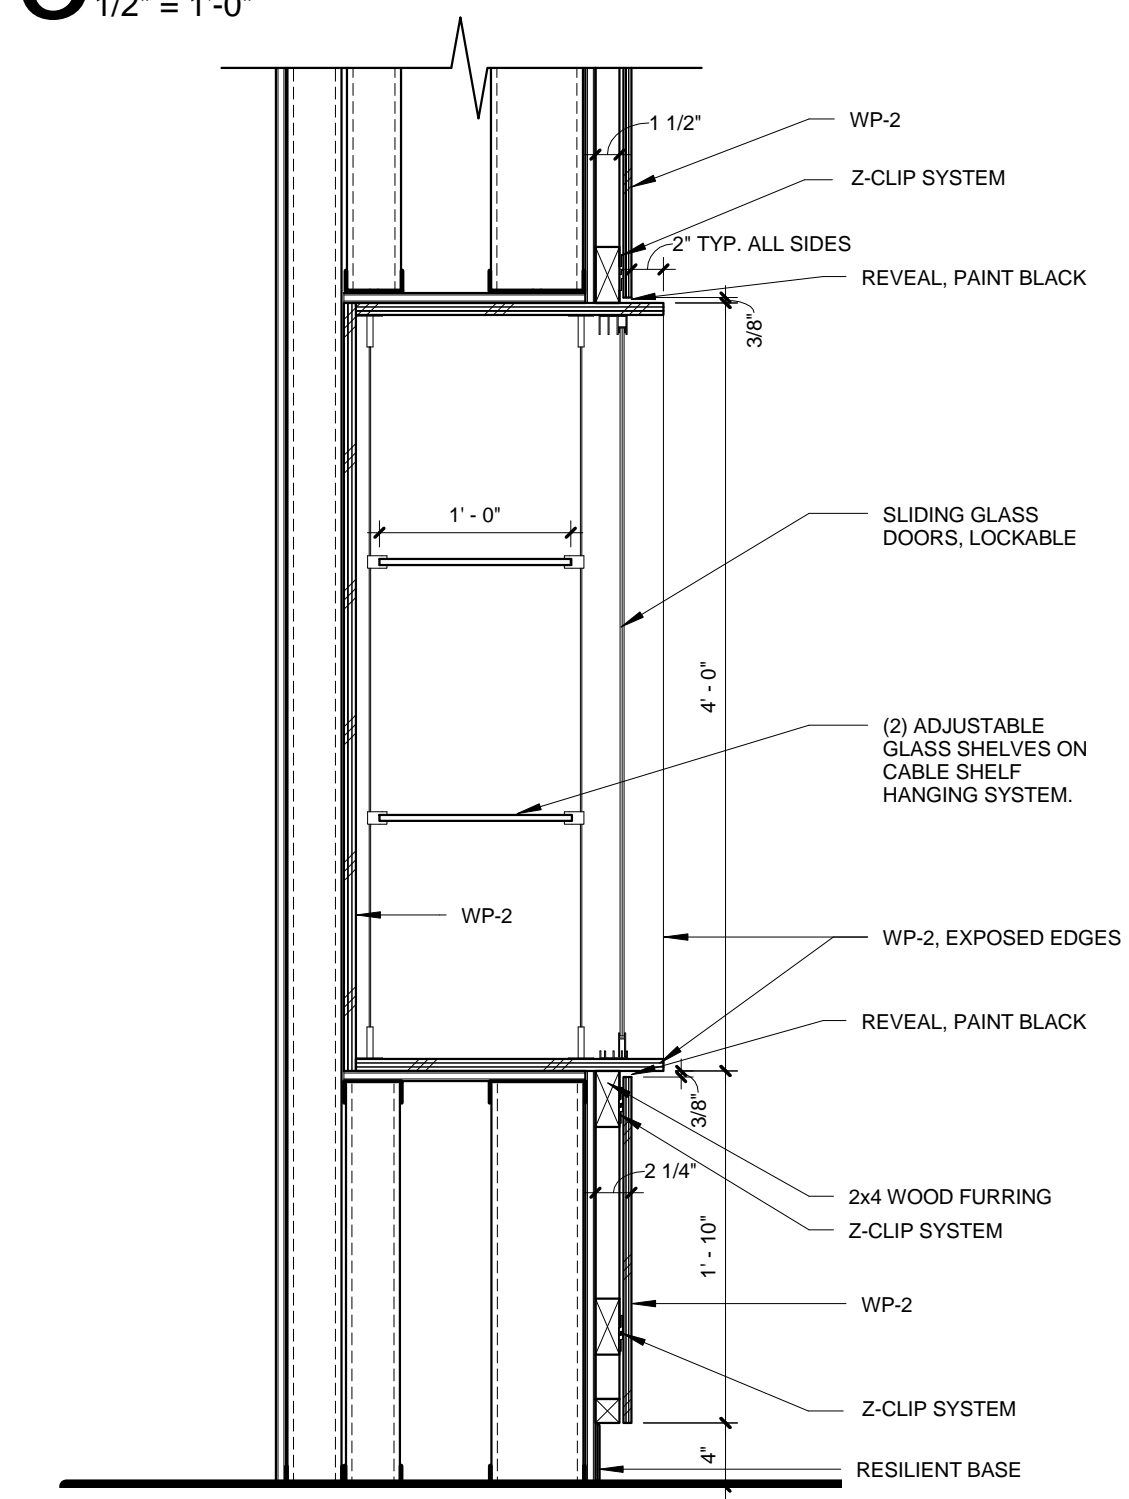 1/2" = 1'-0"
1 1/2"
WP-2
Z-CLIP SYSTEM
2" TYP. ALL SIDES
REVEAL, PAINT BLACK
3/8"
1' - 0"
SLIDING GLASS
DOORS, LOCKABLE
4' - 0"
(2) ADJUSTABLE
GLASS SHELVES ON
CABLE SHELF
HANGING SYSTEM.
WP-2
WP-2, EXPOSED EDGES
REVEAL, PAINT BLACK
3/8"
2 1/4"
2x4 WOOD FURRING
Z-CLIP SYSTEM
1' - 10"
WP-2
Z-CLIP SYSTEM
4"
RESILIENT BASE